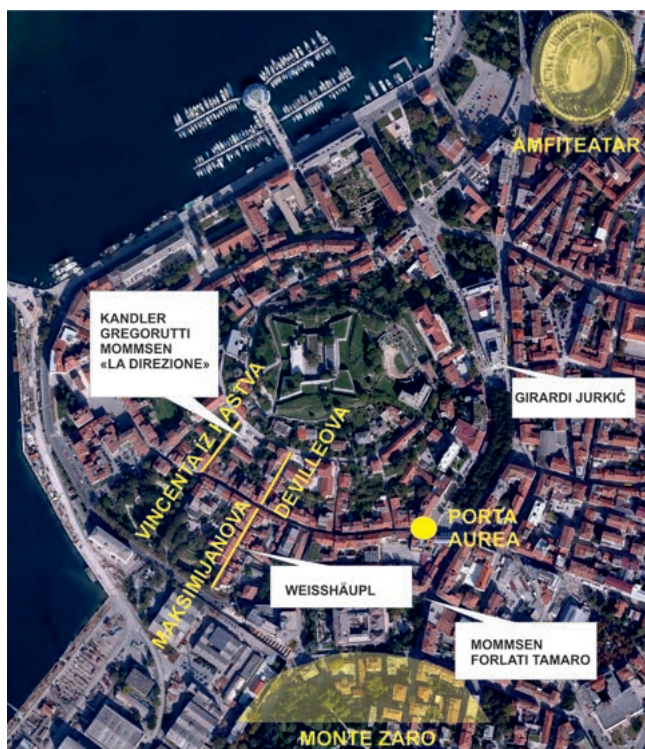 AMFITEATAR
KANDLER
GREGORUTTI
MOMMSEN
«LA DIREZIONE»
GIRARDI JURKIĆ
VINCENTA IZ KASTVA
DEVILLEOVA
MAKSIMIJANOVA
PORTA
AUREA
WEISSHÄUPL
MOMMSEN
FORLATI TAMARO
MONTE ZARO